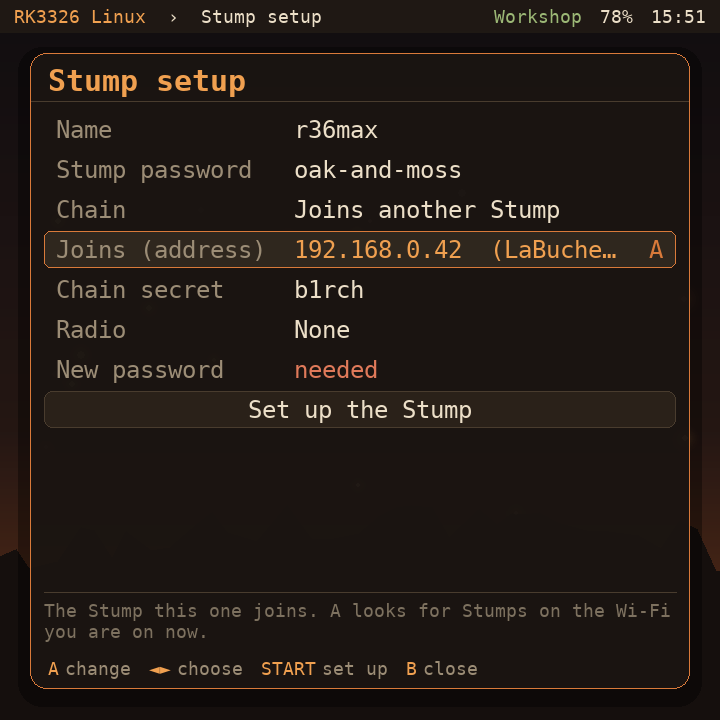 RK3326 Linux › Stump setup Workshop 78% 15:51
Stump setup
Name r36max
Stump password oak-and-moss
Chain Joins another Stump
Joins (address) 192.168.0.42 (LaBuche… A
Chain secret b1rch
Radio None
New password needed
Set up the Stump
The Stump this one joins. A looks for Stumps on the Wi-Fi
you are on now.
A change ◄► choose START set up B close